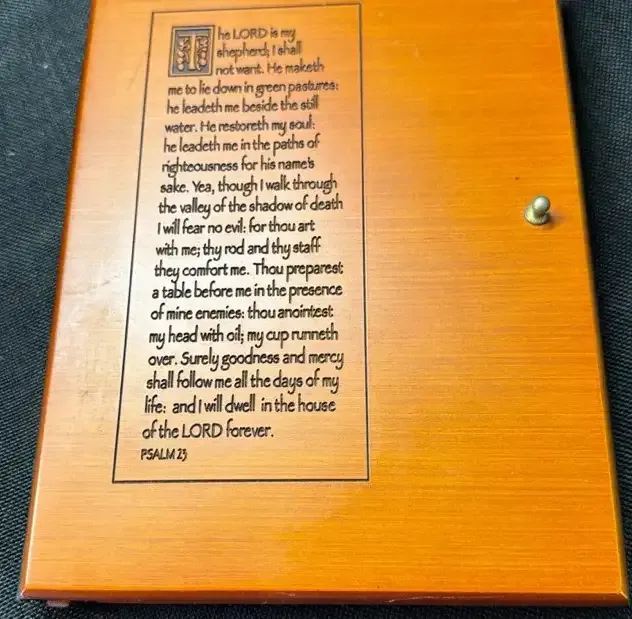 The LORD is my
shepherd; I shall
not want. He maketh
me to lie down in green pastures:
he leadeth me beside the still
water. He restoreth my soul:
he leadeth me in the paths of
righteousness for his name's
sake. Yea, though I walk through
the valley of the shadow of death
I will fear no evil: for thou art
with me; thy rod and thy staff
they comfort me. Thou preparest
a table before me in the presence
of mine enemies: thou anointest
my head with oil; my cup runneth
over. Surely goodness and mercy
shall follow me all the days of my
life: and I will dwell in the house
of the LORD forever.
PSALM 23